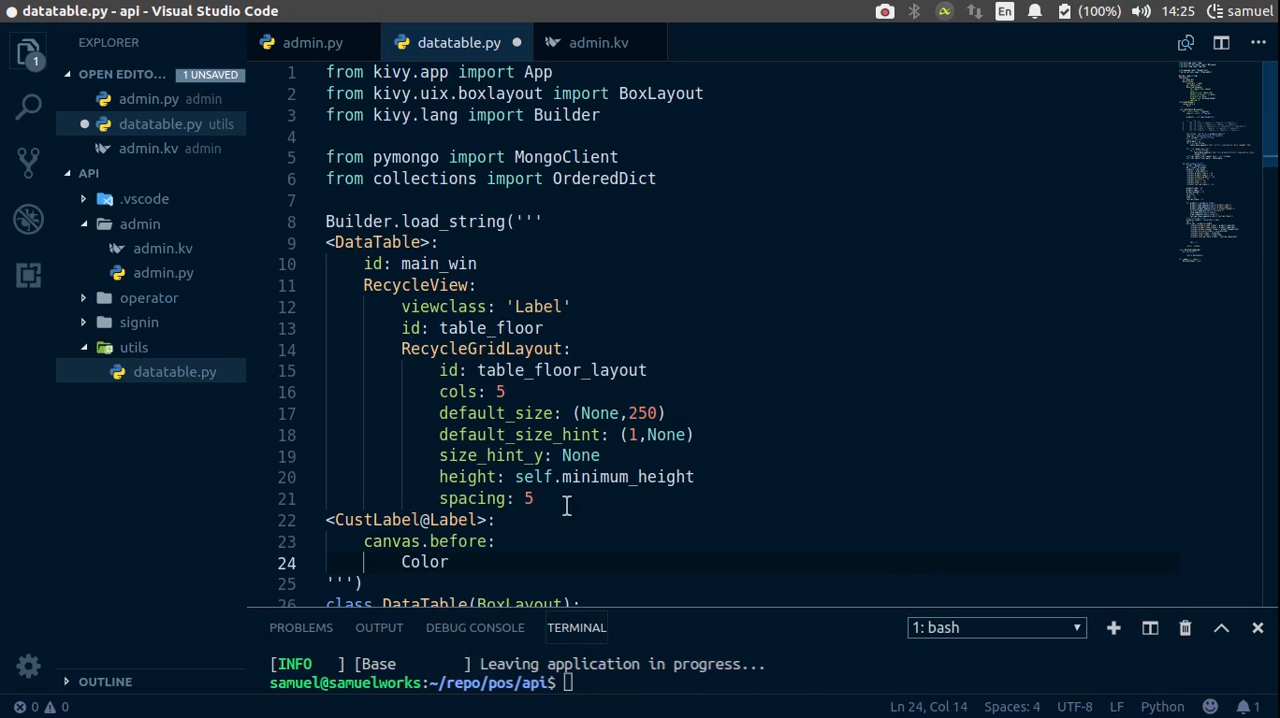 datatable.py - api - Visual Studio Code
En
(100%)
14:25
samuel
1
EXPLORER
OPEN EDITO... 1 UNSAVED
admin.py admin
datatable.py utils
admin.kv admin
API
.vscode
admin
admin.kv
admin.py
operator
signin
utils
datatable.py
OUTLINE
admin.py
datatable.py
admin.kv
1 from kivy.app import App
2 from kivy.uix.boxlayout import BoxLayout
3 from kivy.lang import Builder
4
5 from pymongo import MongoClient
6 from collections import OrderedDict
7
8 Builder.load_string('''
9 <DataTable>:
10 id: main_win
11 RecycleView:
12 viewclass: 'Label'
13 id: table_floor
14 RecycleGridLayout:
15 id: table_floor_layout
16 cols: 5
17 default_size: (None,250)
18 default_size_hint: (1,None)
19 size_hint_y: None
20 height: self.minimum_height
21 spacing: 5
22 <CustLabel@Label>:
23 canvas.before:
24 Color
25 ''')
26 class DataTable(BoxLayout):
PROBLEMS OUTPUT DEBUG CONSOLE TERMINAL
1: bash
[INFO   ] [Base        ] Leaving application in progress...
samuel@samuelworks:~/repo/pos/api$
0 0
Ln 24, Col 14
Spaces: 4
UTF-8
LF
Python
1